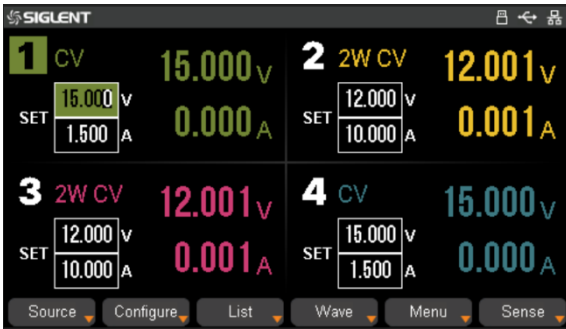 SIGLENT
1 CV 15.000 V
SET 15.000 V
1.500 A 0.000 A
2 2W CV 12.001 V
SET 12.000 V
10.000 A 0.001 A
3 2W CV 12.001 V
SET 12.000 V
10.000 A 0.001 A
4 CV 15.000 V
SET 15.000 V
1.500 A 0.000 A
Source Configure List Wave Menu Sense